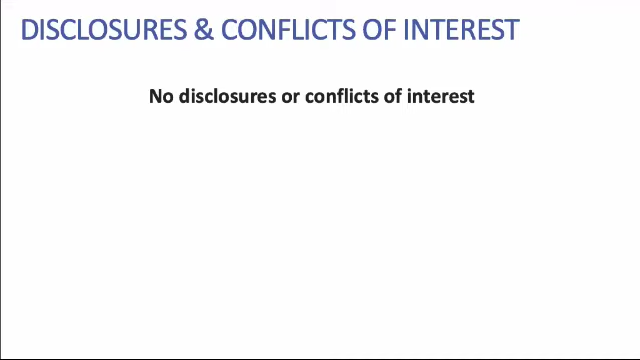 DISCLOSURES & CONFLICTS OF INTEREST
No disclosures or conflicts of interest